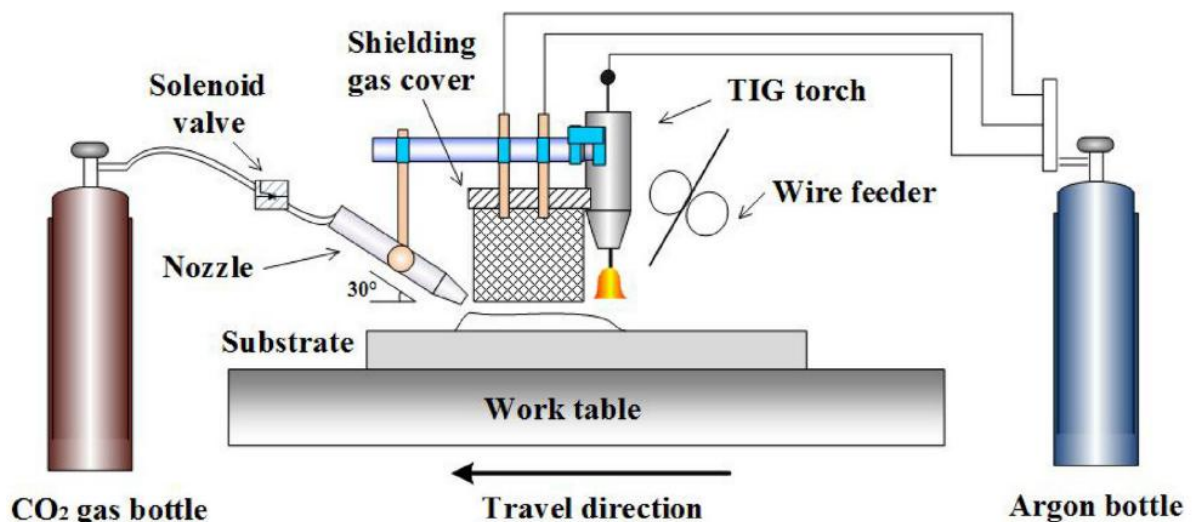 Shielding
gas cover
Solenoid
valve
TIG torch
Wire feeder
Nozzle
30°
Substrate
Work table
CO₂ gas bottle
Travel direction
Argon bottle